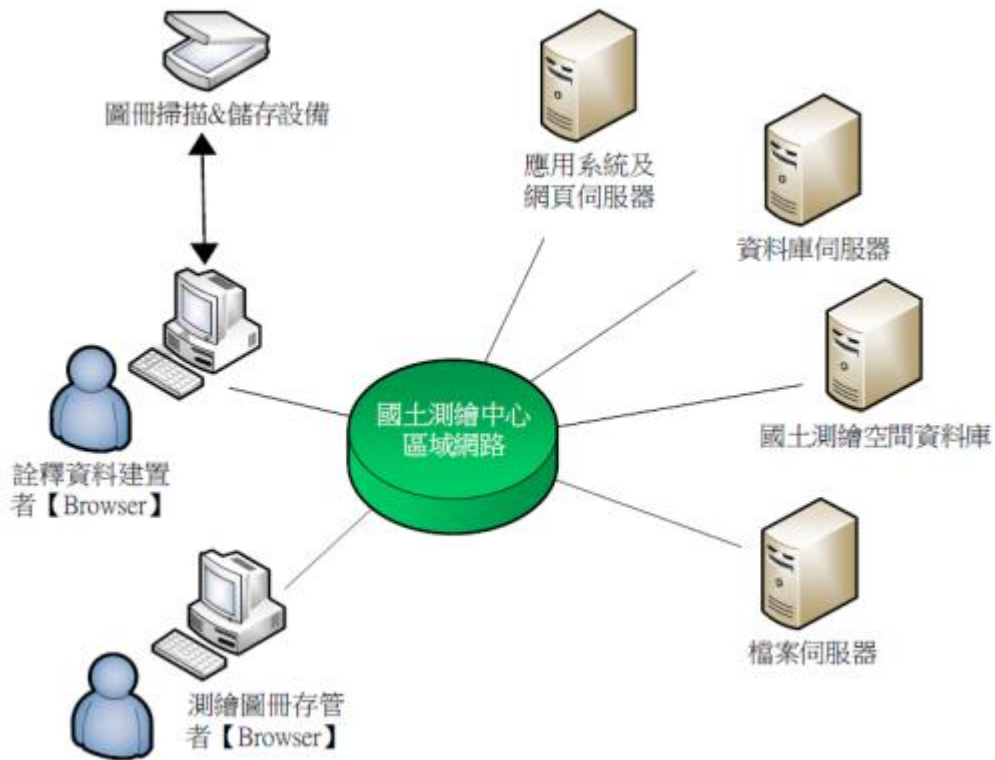 圖冊掃描&儲存設備
應用系統及
網頁伺服器
資料庫伺服器
國土測繪空間資料庫
檔案伺服器
國土測繪中心
區域網路
詮釋資料建置
者【Browser】
測繪圖冊存管
者【Browser】